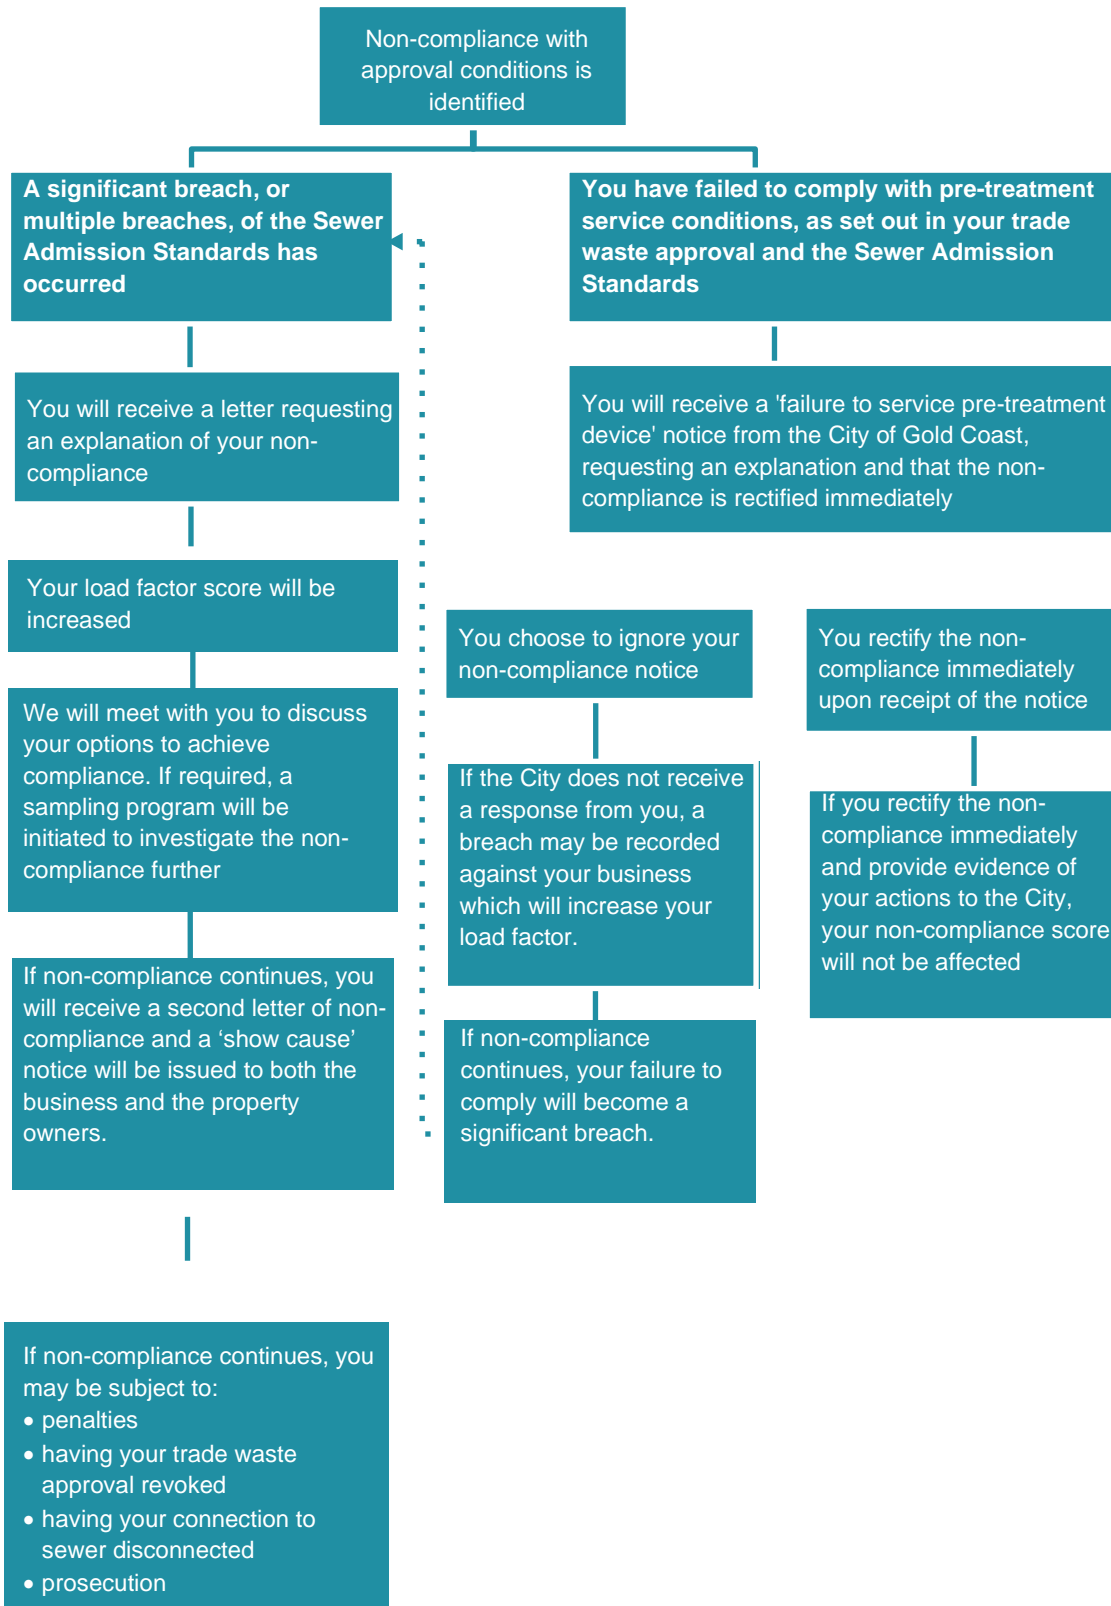 Non-compliance with
approval conditions is
identified
A significant breach, or
multiple breaches, of the Sewer
Admission Standards has
occurred
You have failed to comply with pre-treatment
service conditions, as set out in your trade
waste approval and the Sewer Admission
Standards
You will receive a letter requesting
an explanation of your non-
compliance
You will receive a 'failure to service pre-treatment
device' notice from the City of Gold Coast,
requesting an explanation and that the non-
compliance is rectified immediately
Your load factor score will be
increased
You choose to ignore your
non-compliance notice
You rectify the non-
compliance immediately
upon receipt of the notice
We will meet with you to discuss
your options to achieve
compliance. If required, a
sampling program will be
initiated to investigate the non-
compliance further
If the City does not receive
a response from you, a
breach may be recorded
against your business
which will increase your
load factor.
If you rectify the non-
compliance immediately
and provide evidence of
your actions to the City,
your non-compliance score
will not be affected
If non-compliance continues, you
will receive a second letter of non-
compliance and a ‘show cause’
notice will be issued to both the
business and the property
owners.
If non-compliance
continues, your failure to
comply will become a
significant breach.
If non-compliance continues, you
may be subject to:
• penalties
• having your trade waste
approval revoked
• having your connection to
sewer disconnected
• prosecution